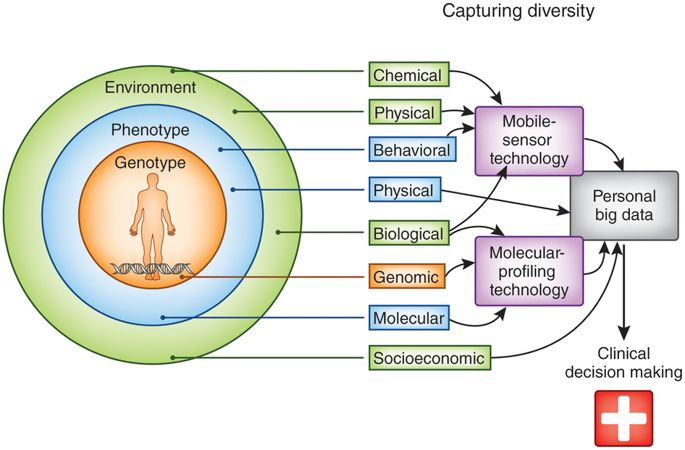 Capturing diversity
Environment
Phenotype
Genotype
Chemical
Physical
Behavioral
Physical
Biological
Genomic
Molecular
Socioeconomic
Mobile-
sensor
technology
Molecular-
profiling
technology
Personal
big data
Clinical
decision making